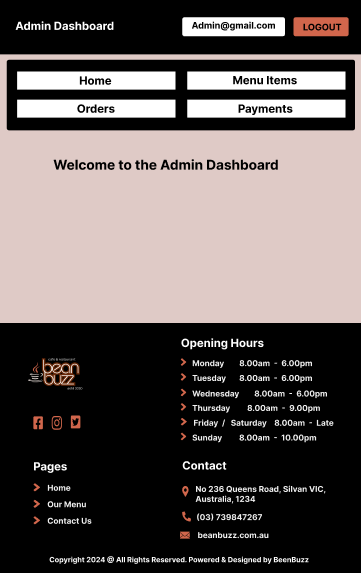 Admin Dashboard
Admin@gmail.com
LOGOUT
Home
Menu Items
Orders
Payments
Welcome to the Admin Dashboard
cafe & restaurant
bean
buzz
estd 2020
Opening Hours
Monday 8.00am - 6.00pm
Tuesday 8.00am - 6.00pm
Wednesday 8.00am - 6.00pm
Thursday 8.00am - 9.00pm
Friday / Saturday 8.00am - Late
Sunday 8.00am - 10.00pm
Pages
Home
Our Menu
Contact Us
Contact
No 236 Queens Road, Silvan VIC,
Australia, 1234
(03) 739847267
beanbuzz.com.au
Copyright 2024 @ All Rights Reserved. Powered & Designed by BeenBuzz